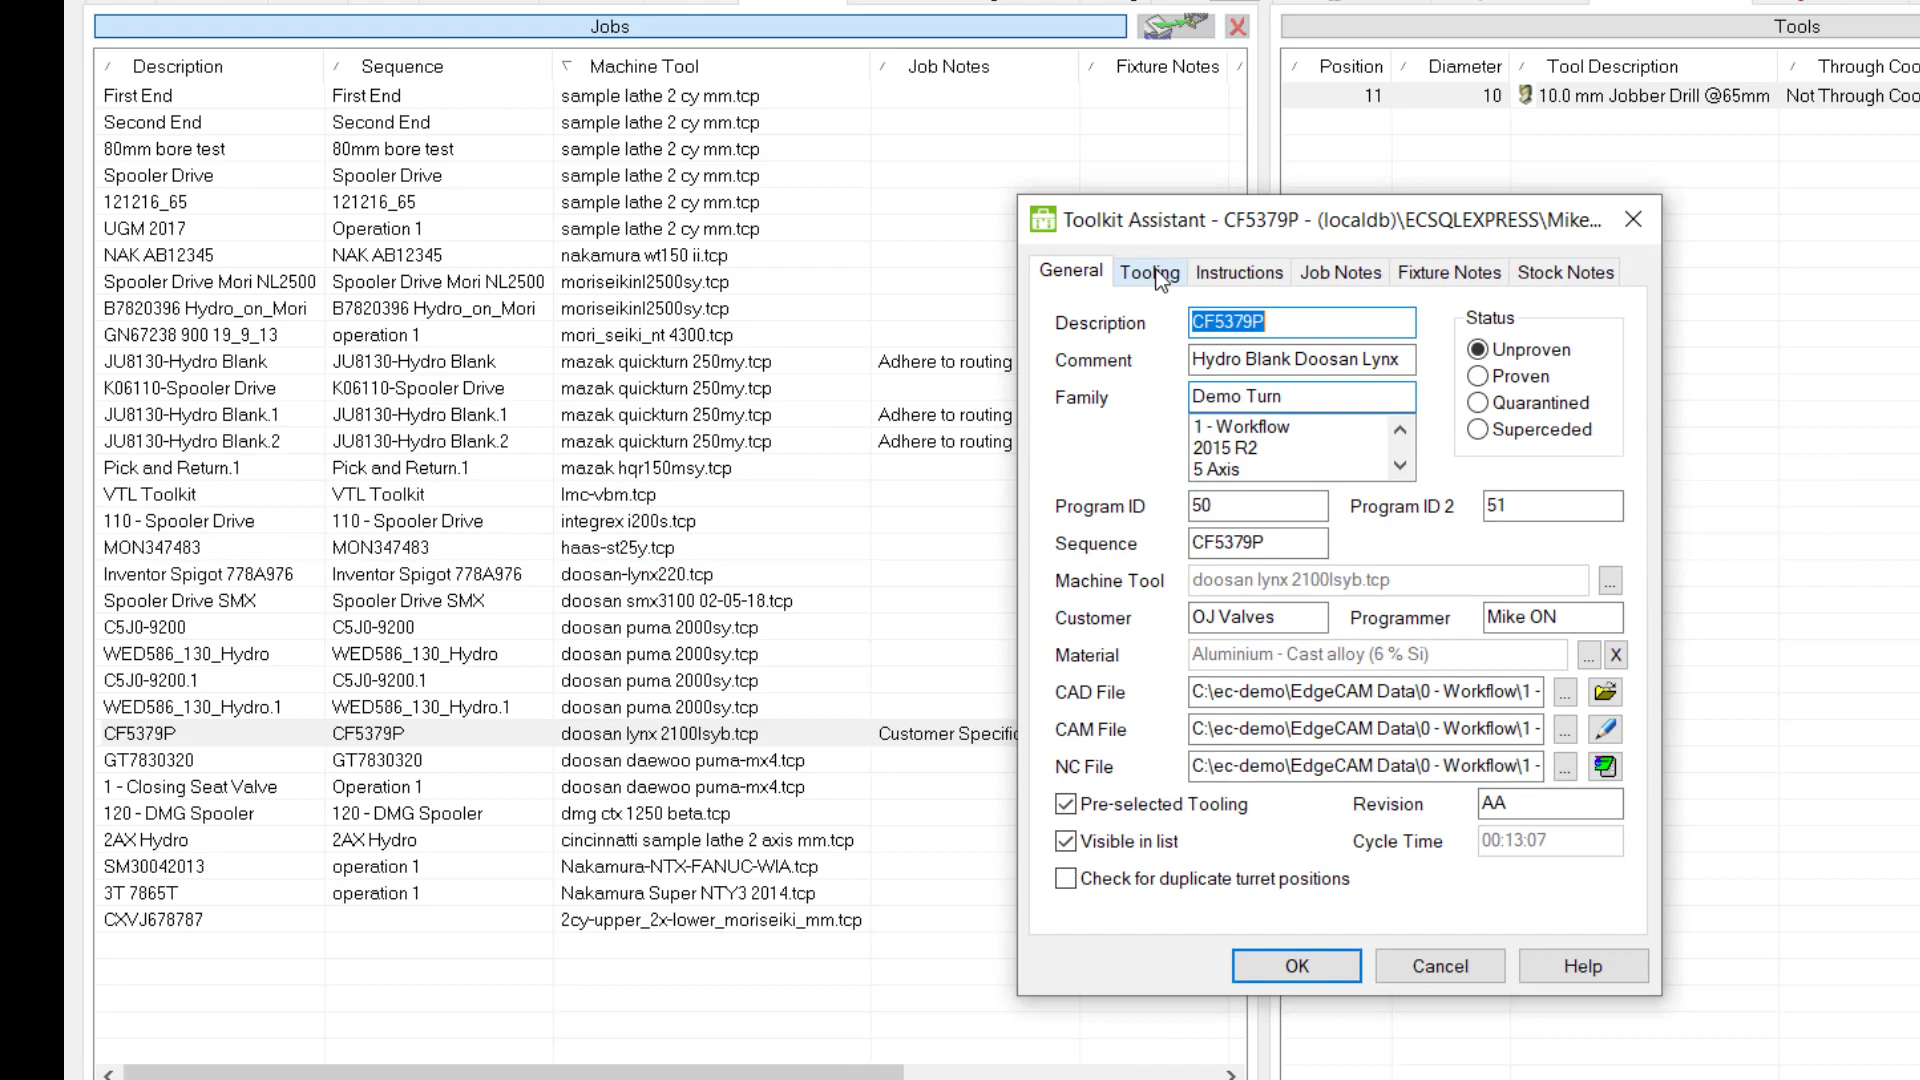 Jobs
Description Sequence Machine Tool Job Notes Fixture Notes
First End First End sample lathe 2 cy mm.tcp
Second End Second End sample lathe 2 cy mm.tcp
80mm bore test 80mm bore test sample lathe 2 cy mm.tcp
Spooler Drive Spooler Drive sample lathe 2 cy mm.tcp
121216_65 121216_65 sample lathe 2 cy mm.tcp
UGM 2017 Operation 1 sample lathe 2 cy mm.tcp
NAK AB12345 NAK AB12345 nakamura wt150 ii.tcp
Spooler Drive Mori NL2500 Spooler Drive Mori NL2500 moriseikinl2500sy.tcp
B7820396 Hydro_on_Mori B7820396 Hydro_on_Mori moriseikinl2500sy.tcp
GN67238 900 19_9_13 operation 1 mori_seiki_nt 4300.tcp
JU8130-Hydro Blank JU8130-Hydro Blank mazak quickturn 250my.tcp Adhere to routing
K06110-Spooler Drive K06110-Spooler Drive mazak quickturn 250my.tcp
JU8130-Hydro Blank.1 JU8130-Hydro Blank.1 mazak quickturn 250my.tcp Adhere to routing
JU8130-Hydro Blank.2 JU8130-Hydro Blank.2 mazak quickturn 250my.tcp Adhere to routing
Pick and Return.1 Pick and Return.1 mazak hqr150msy.tcp
VTL Toolkit VTL Toolkit lmc-vbm.tcp
110 - Spooler Drive 110 - Spooler Drive integrex i200s.tcp
MON347483 MON347483 haas-st25y.tcp
Inventor Spigot 778A976 Inventor Spigot 778A976 doosan-lynx220.tcp
Spooler Drive SMX Spooler Drive SMX doosan smx3100 02-05-18.tcp
C5J0-9200 C5J0-9200 doosan puma 2000sy.tcp
WED586_130_Hydro WED586_130_Hydro doosan puma 2000sy.tcp
C5J0-9200.1 C5J0-9200.1 doosan puma 2000sy.tcp
WED586_130_Hydro.1 WED586_130_Hydro.1 doosan puma 2000sy.tcp
CF5379P CF5379P doosan lynx 2100lsyb.tcp Customer Specific
GT7830320 GT7830320 doosan daewoo puma-mx4.tcp
1 - Closing Seat Valve Operation 1 doosan daewoo puma-mx4.tcp
120 - DMG Spooler 120 - DMG Spooler dmg ctx 1250 beta.tcp
2AX Hydro 2AX Hydro cincinnatti sample lathe 2 axis mm.tcp
SM30042013 operation 1 Nakamura-NTX-FANUC-WIA.tcp
3T 7865T operation 1 Nakamura Super NTY3 2014.tcp
CXVJ678787 2cy-upper_2x-lower_moriseiki_mm.tcp
Tools
Position Diameter Tool Description Through Coo
11 10 10.0 mm Jobber Drill @65mm Not Through Coo
Toolkit Assistant - CF5379P - (localdb)\ECSQLEXPRESS\Mike...
General Tooling Instructions Job Notes Fixture Notes Stock Notes
Description CF5379P
Comment Hydro Blank Doosan Lynx
Family Demo Turn
1 - Workflow
2015 R2
5 Axis
Status
Unproven
Proven
Quarantined
Superceded
Program ID 50 Program ID 2 51
Sequence CF5379P
Machine Tool doosan lynx 2100lsyb.tcp ...
Customer OJ Valves Programmer Mike ON
Material Aluminium - Cast alloy (6 % Si) ... X
CAD File C:\ec-demo\EdgeCAM Data\0 - Workflow\1 - ...
CAM File C:\ec-demo\EdgeCAM Data\0 - Workflow\1 - ...
NC File C:\ec-demo\EdgeCAM Data\0 - Workflow\1 - ...
Pre-selected Tooling Revision AA
Visible in list Cycle Time 00:13:07
Check for duplicate turret positions
OK Cancel Help